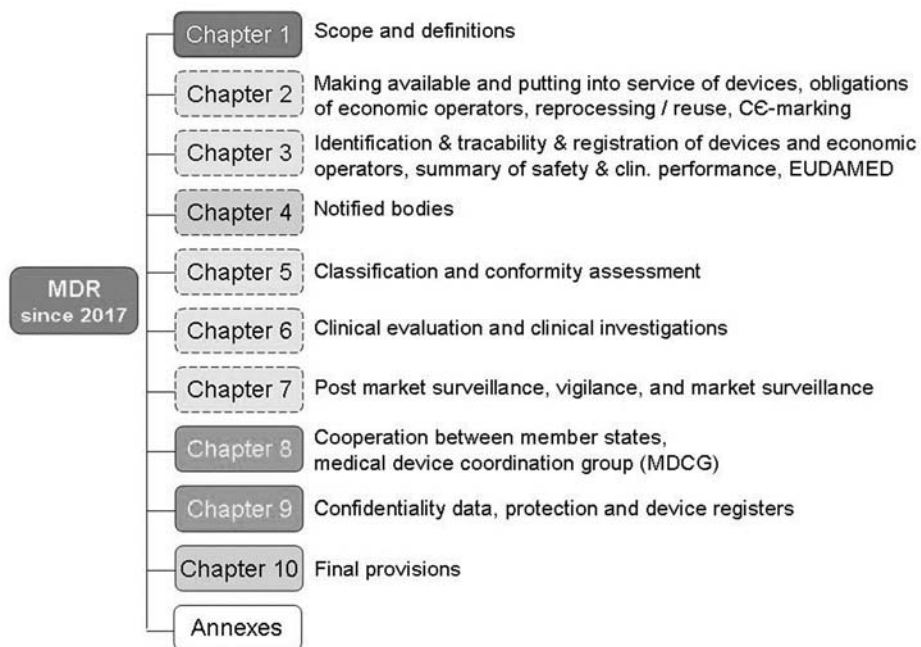 Chapter 1
Scope and definitions
Chapter 2
Making available and putting into service of devices, obligations
of economic operators, reprocessing / reuse, CЄ-marking
Chapter 3
Identification & tracability & registration of devices and economic
operators, summary of safety & clin. performance, EUDAMED
Chapter 4
Notified bodies
Chapter 5
Classification and conformity assessment
MDR
since 2017
Chapter 6
Clinical evaluation and clinical investigations
Chapter 7
Post market surveillance, vigilance, and market surveillance
Chapter 8
Cooperation between member states,
medical device coordination group (MDCG)
Chapter 9
Confidentiality data, protection and device registers
Chapter 10
Final provisions
Annexes